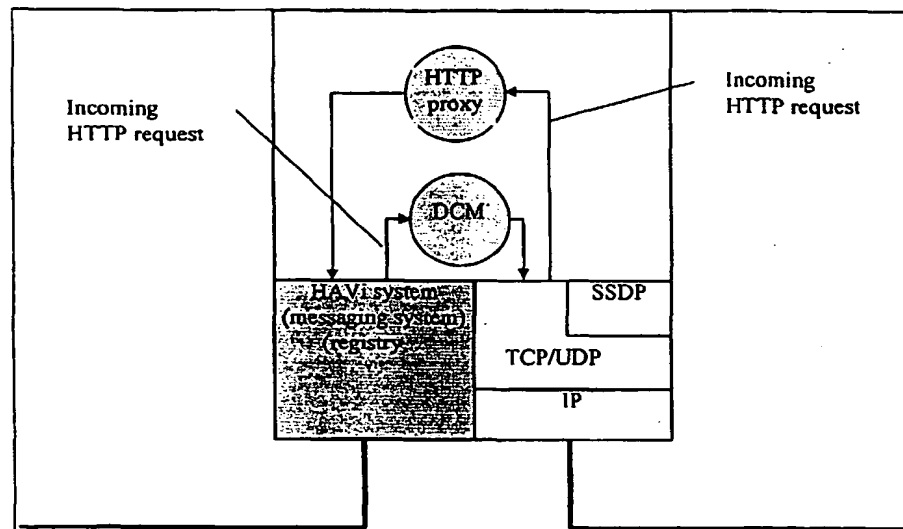 HTTP
proxy
Incoming
HTTP request
Incoming
HTTP request
DCM
HAVi system
(messaging system)
(registry
SSDP
TCP/UDP
IP